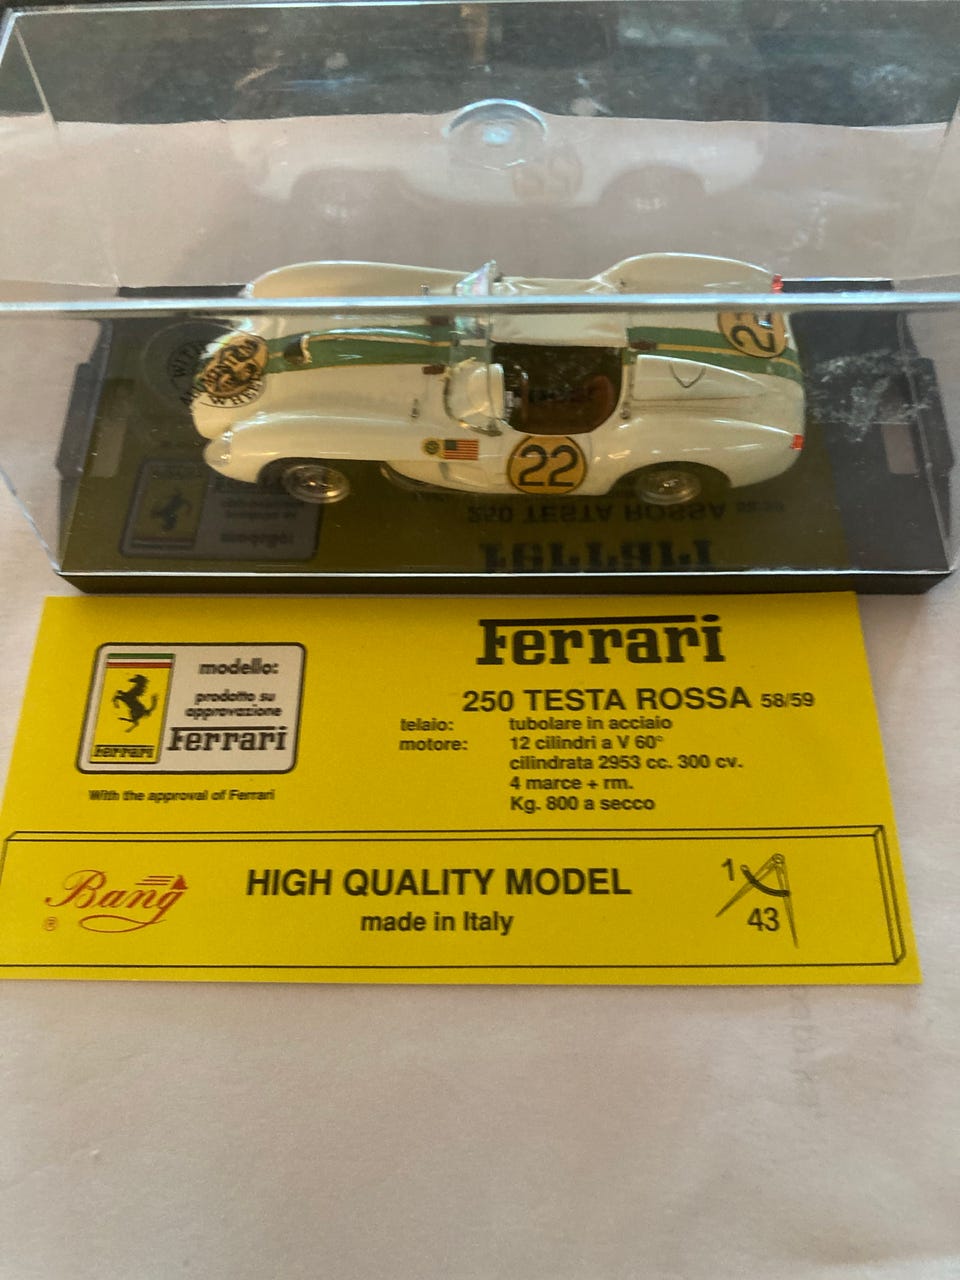 22
22
Ferrari
250 TESTA ROSSA 58/59
telaio: tubolare in acciaio
motore: 12 cilindri a V 60°
cilindrata 2953 cc. 300 cv.
4 marce + rm.
Kg. 800 a secco
modello:
prodotto su
approvazione
Ferrari
ferrari
With the approval of Ferrari
Bang
®
HIGH QUALITY MODEL
made in Italy
1
43